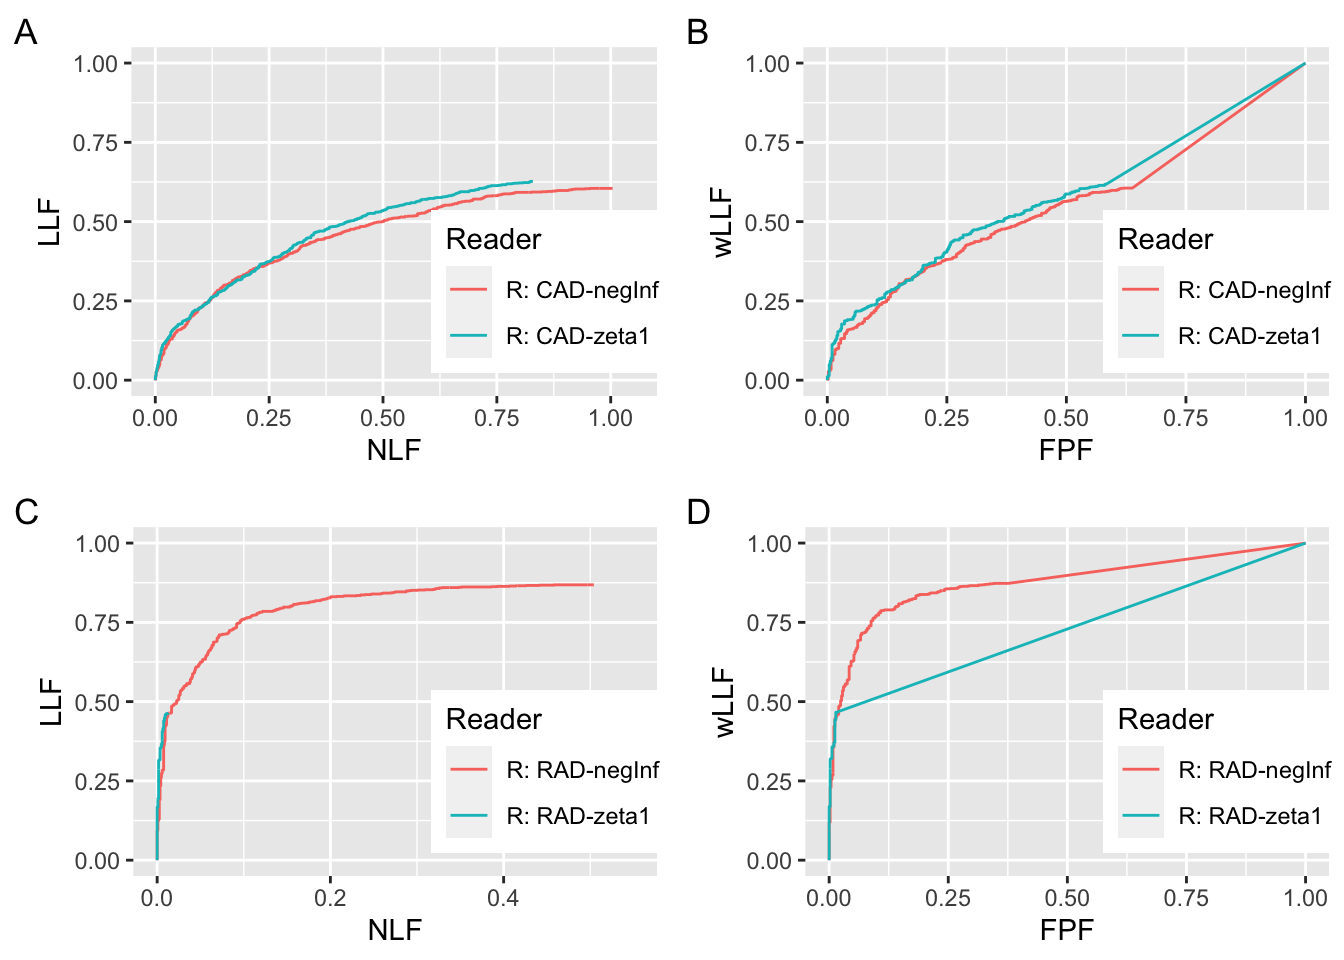 A
1.00
0.75
0.50
0.25
0.00
LLF
0.00 0.25 0.50 0.75 1.00
NLF
Reader
R: CAD-negInf
R: CAD-zeta1
B
1.00
0.75
0.50
0.25
0.00
wLLF
0.00 0.25 0.50 0.75 1.00
FPF
Reader
R: CAD-negInf
R: CAD-zeta1
C
1.00
0.75
0.50
0.25
0.00
LLF
0.0 0.2 0.4
NLF
Reader
R: RAD-negInf
R: RAD-zeta1
D
1.00
0.75
0.50
0.25
0.00
wLLF
0.00 0.25 0.50 0.75 1.00
FPF
Reader
R: RAD-negInf
R: RAD-zeta1